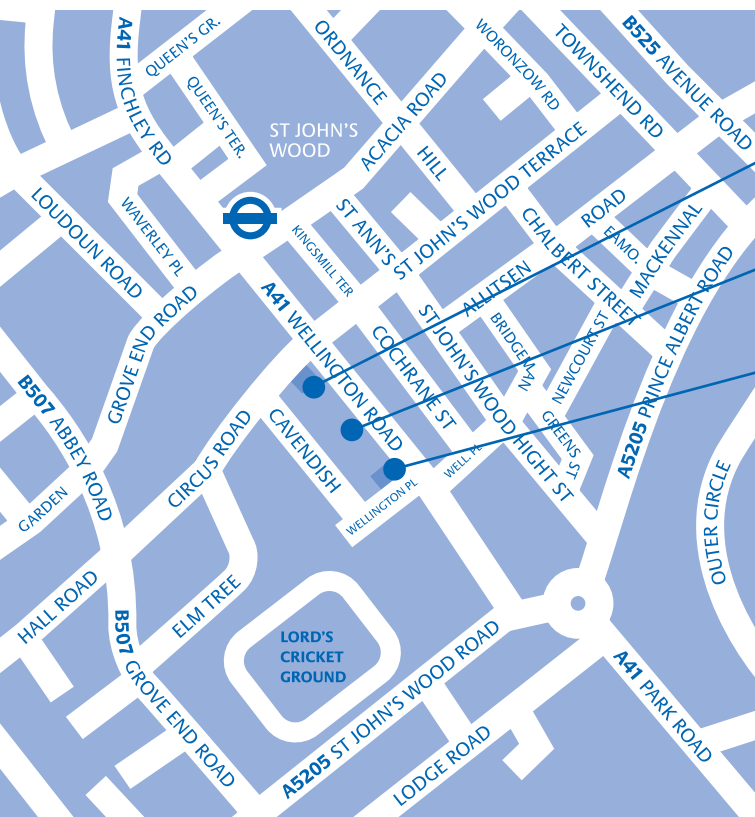 A41 FINCHLEY RD
QUEEN'S GR.
QUEEN'S TER.
ORDNANCE
HILL
ACACIA ROAD
WORONZOW RD
TOWNSHEND RD
B525 AVENUE ROAD
ST JOHN'S
WOOD
LOUDOUN ROAD
WAVERLEY PL
KINGSMILL TER
ST ANN'S
ST JOHN'S WOOD TERRACE
ROAD
ALLITSEN
EAMO.
MACKENNAL
CHALBERT STREET
GROVE END ROAD
A41 WELLINGTON ROAD
COCHRANE ST
ST JOHN'S WOOD HIGHT ST
BRIDGEMAN
NEWCOURT ST
GREENS ST
A5205 PRINCE ALBERT ROAD
B507 ABBEY ROAD
CIRCUS ROAD
CAVENDISH
WELL. PL
WELLINGTON PL
GARDEN
OUTER CIRCLE
HALL ROAD
ELM TREE
LORD'S
CRICKET
GROUND
B507 GROVE END ROAD
A5205 ST JOHN'S WOOD ROAD
LODGE ROAD
A41 PARK ROAD